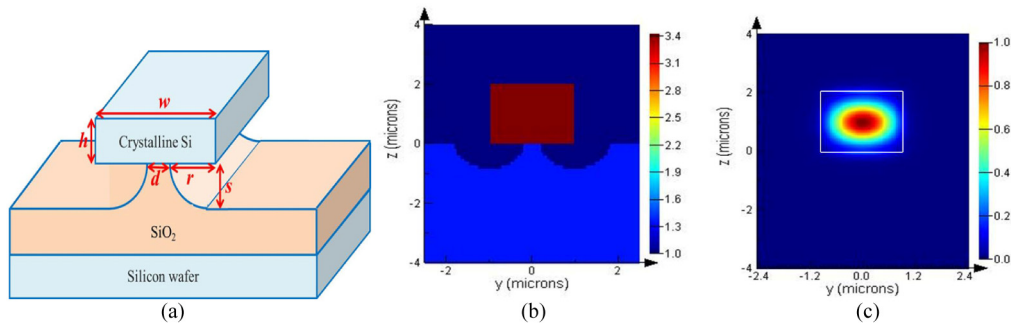 w
h
Crystalline Si
d
r
s
SiO2
Silicon wafer
(a)
4
2
0
-2
-4
z (microns)
-2
0
2
y (microns)
3.4
3.1
2.8
2.5
2.2
1.9
1.6
1.3
1.0
(b)
4
2
0
-2
-4
z (microns)
-2.4
-1.2
0.0
1.2
2.4
y (microns)
1.0
0.8
0.6
0.4
0.2
0.0
(c)